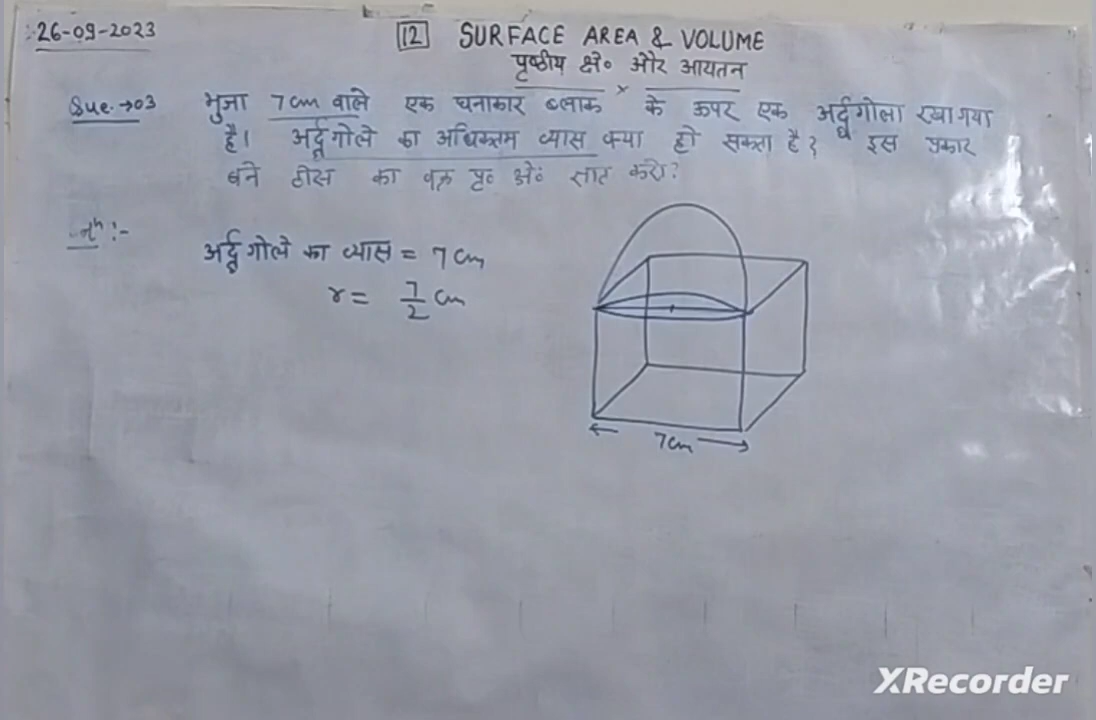 26-09-2023
12 SURFACE AREA & VOLUME
पृष्ठीय क्षे० और आयतन
Que.→03 भुजा 7cm वाले एक घनाकार ब्लाक के ऊपर एक अर्द्धगोला रखा गया
है। अर्द्धगोले का अधिकतम व्यास क्या हो सकता है? इस प्रकार
बने ठोस का वक्र पृ० क्षे० ज्ञात करो?
अर्द्धगोले का व्यास = 7cm
r = 7/2 cm
7cm
XRecorder